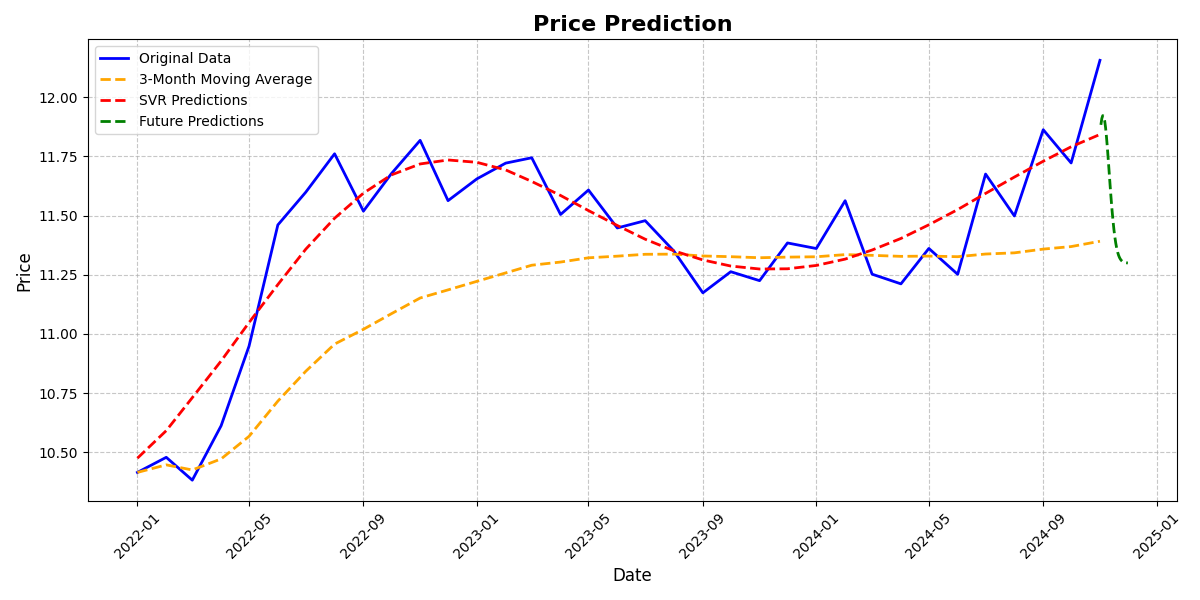 Price Prediction
Original Data
3-Month Moving Average
SVR Predictions
Future Predictions
Price
12.00
11.75
11.50
11.25
11.00
10.75
10.50
2022-01
2022-05
2022-09
2023-01
2023-05
2023-09
2024-01
2024-05
2024-09
2025-01
Date